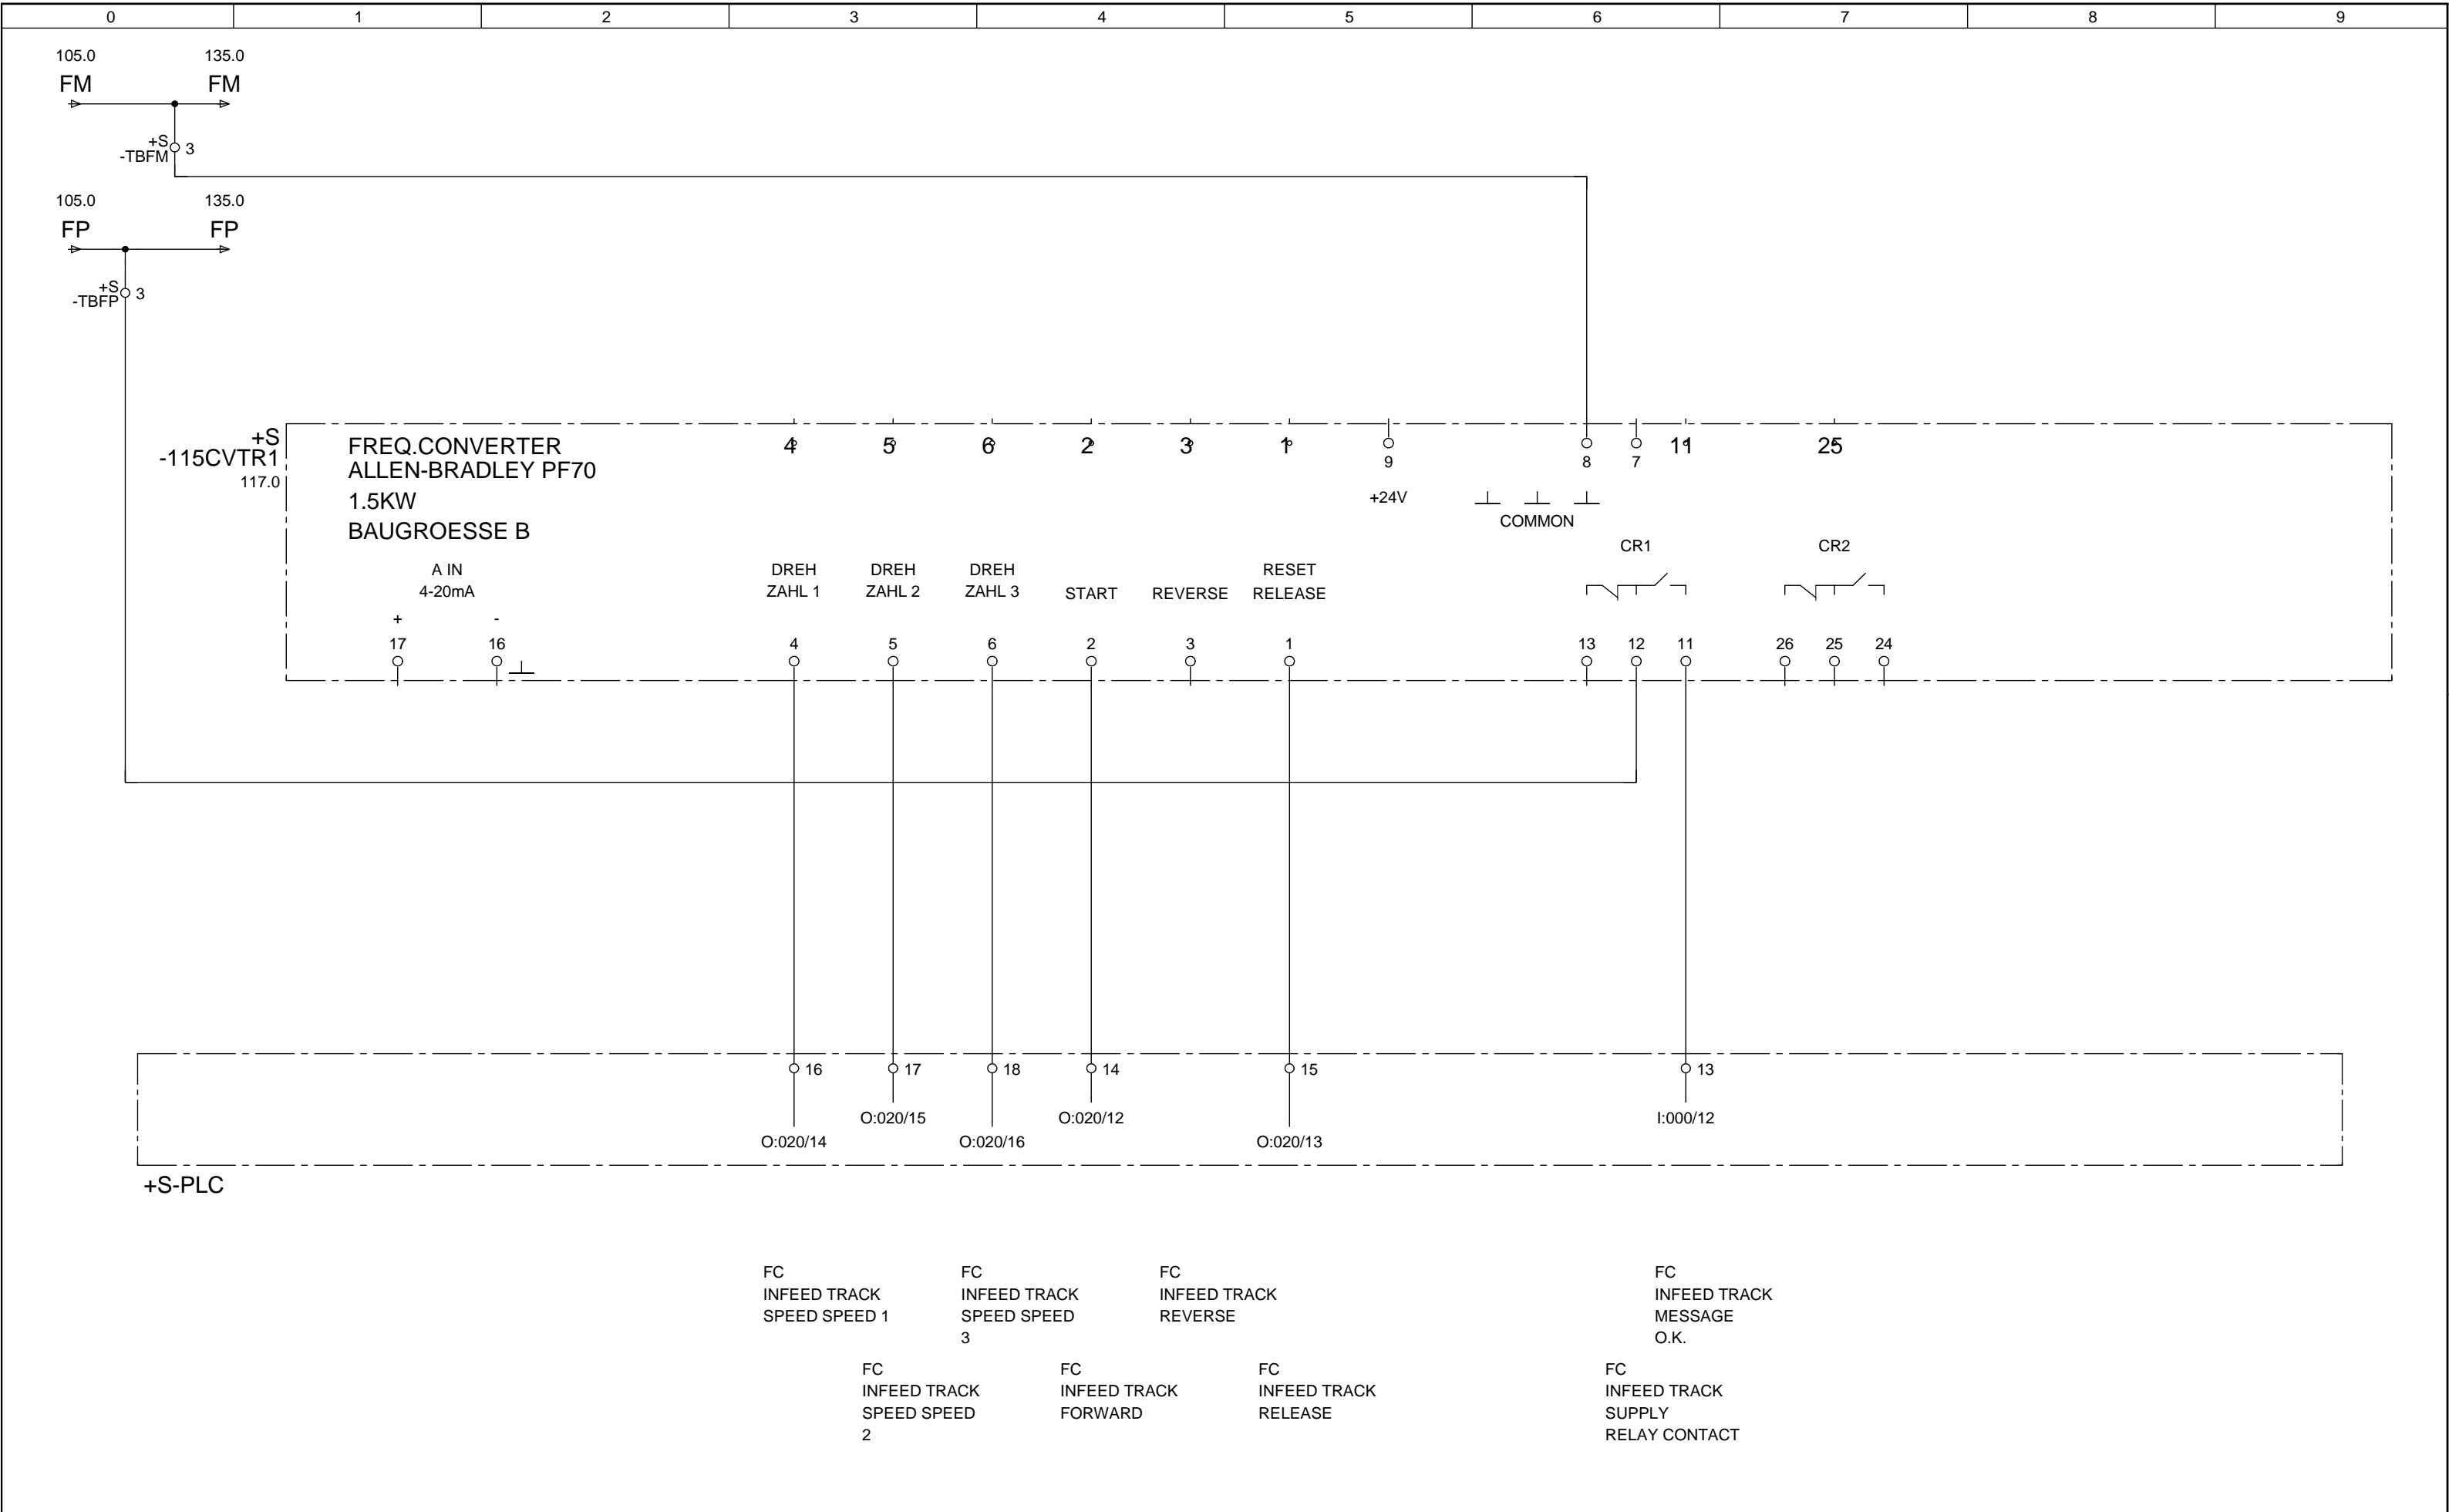 0 1 2 3 4 5 6 7 8 9
105.0 135.0
FM FM
+S
-TBFM 3
105.0 135.0
FP FP
+S
-TBFP 3
+S
-115CVTR1
117.0
FREQ.CONVERTER
ALLEN-BRADLEY PF70
1.5KW
BAUGROESSE B
4 5 6 2 3 1 9 8 7 11 25
+24V
COMMON
CR1 CR2
A IN
4-20mA
+ -
17 16
DREH
ZAHL 1
DREH
ZAHL 2
DREH
ZAHL 3
START
REVERSE
RESET
RELEASE
4 5 6 2 3 1 13 12 11 26 25 24
16 17 18 14 15 13
O:020/15 O:020/12 I:000/12
O:020/14 O:020/16 O:020/13
+S-PLC
FC
INFEED TRACK
SPEED SPEED 1
FC
INFEED TRACK
SPEED SPEED
3
FC
INFEED TRACK
REVERSE
FC
INFEED TRACK
MESSAGE
O.K.
FC
INFEED TRACK
SPEED SPEED
2
FC
INFEED TRACK
FORWARD
FC
INFEED TRACK
RELEASE
FC
INFEED TRACK
SUPPLY
RELAY CONTACT